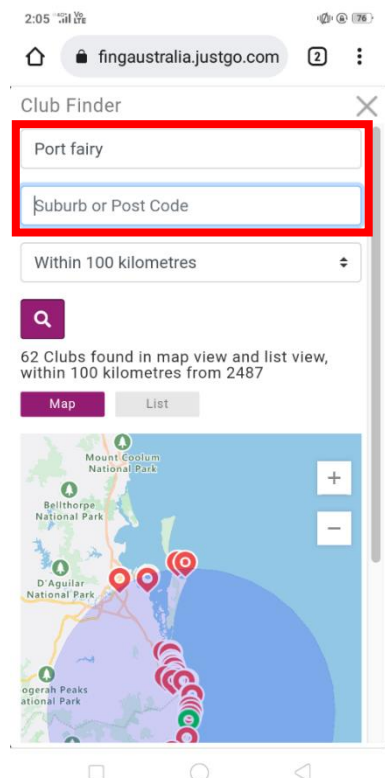 2:05
Vo
LTE
76
fingaustralia.justgo.com
2
Club Finder
Port fairy
Suburb or Post Code
Within 100 kilometres
62 Clubs found in map view and list view,
within 100 kilometres from 2487
Map List
Mount Coolum
National Park
Bellthorpe
National Park
D'Aguilar
National Park
ogerah Peaks
ational Park